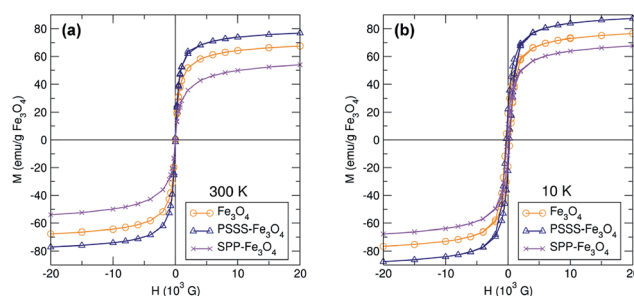 (a)
M (emu/g Fe₃O₄)
80
60
40
20
0
-20
-40
-60
-80
300 K
Fe₃O₄
PSSS-Fe₃O₄
SPP-Fe₃O₄
-20 -10 0 10 20
H (10³ G)
(b)
M (emu/g Fe₃O₄)
80
60
40
20
0
-20
-40
-60
-80
10 K
Fe₃O₄
PSSS-Fe₃O₄
SPP-Fe₃O₄
-20 -10 0 10 20
H (10³ G)